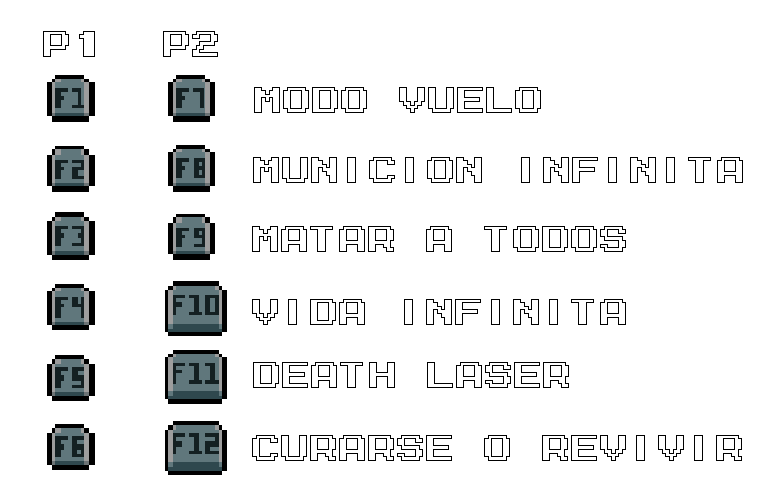 P1 P2
F1 F7 MODO VUELO
F2 F8 MUNICION INFINITA
F3 F9 MATAR A TODOS
F4 F10 VIDA INFINITA
F5 F11 DEATH LASER
F6 F12 CURARSE O REVIVIR